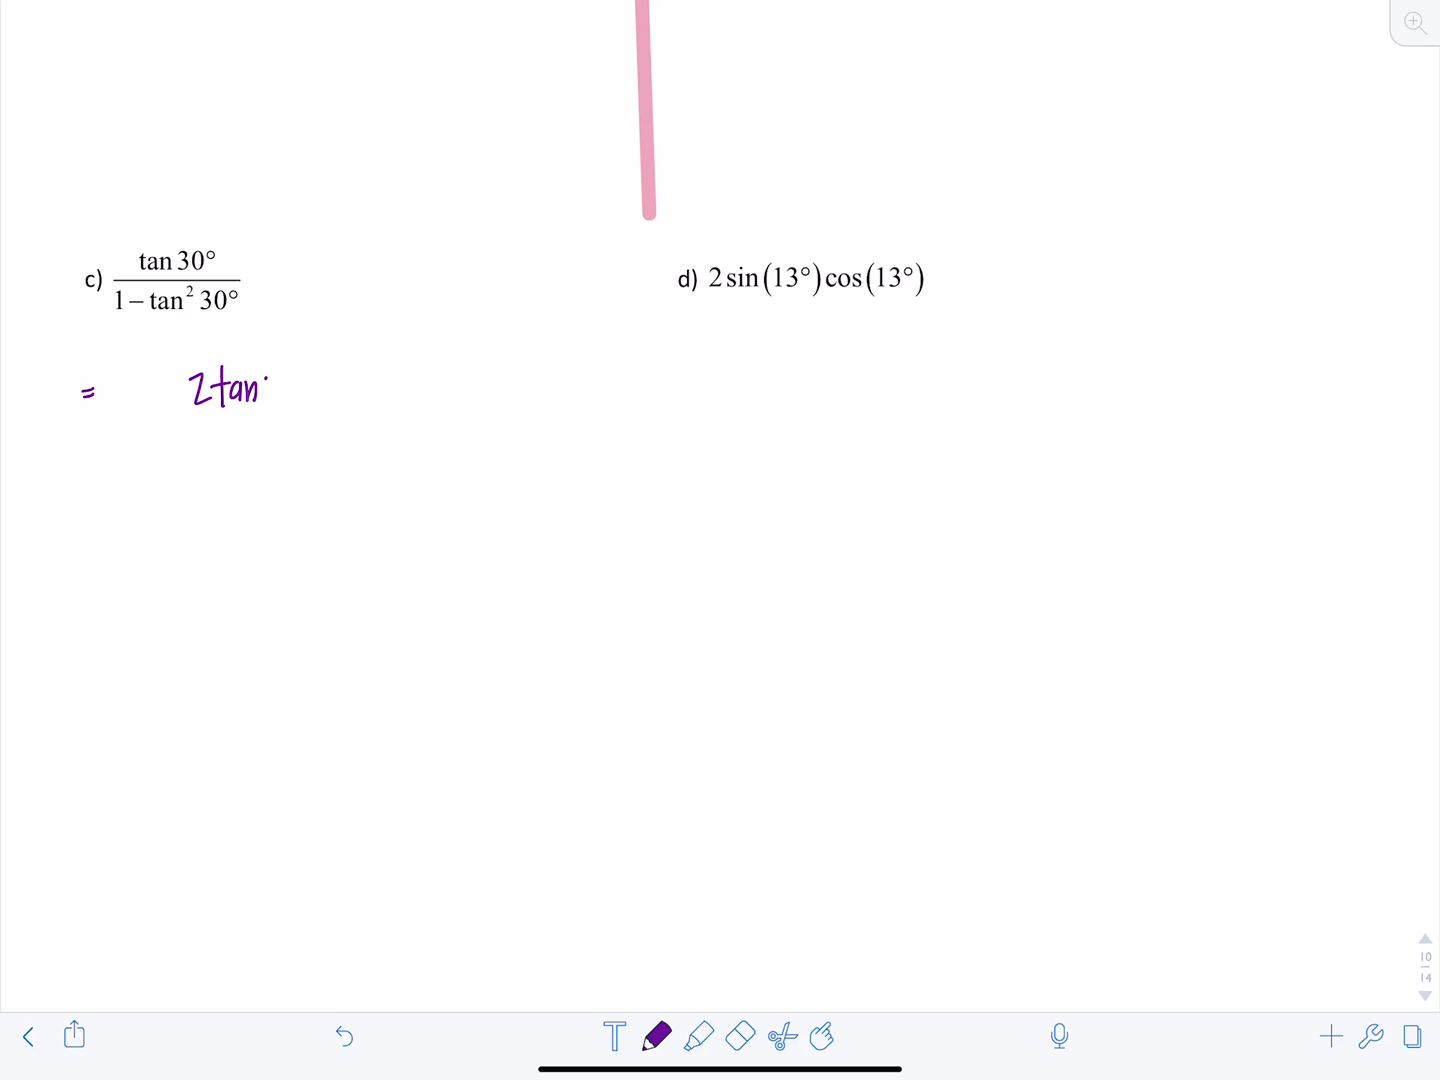 c) tan 30°
1 – tan² 30°
d) 2 sin (13°) cos (13°)
= 2tan
10
14
T